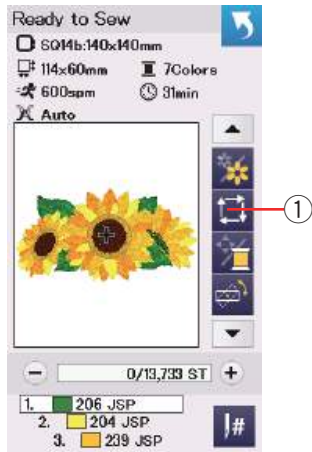 Ready to Sew
SQ14b:140x140mm
114x60mm 7Colors
600spm 31min
Auto
1
− 0/13,733 ST +
1. 206 JSP
2. 204 JSP
3. 239 JSP
#